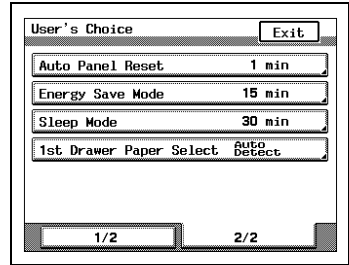 User's Choice Exit
Auto Panel Reset 1 min
Energy Save Mode 15 min
Sleep Mode 30 min
1st Drawer Paper Select Auto Detect
1/2 2/2